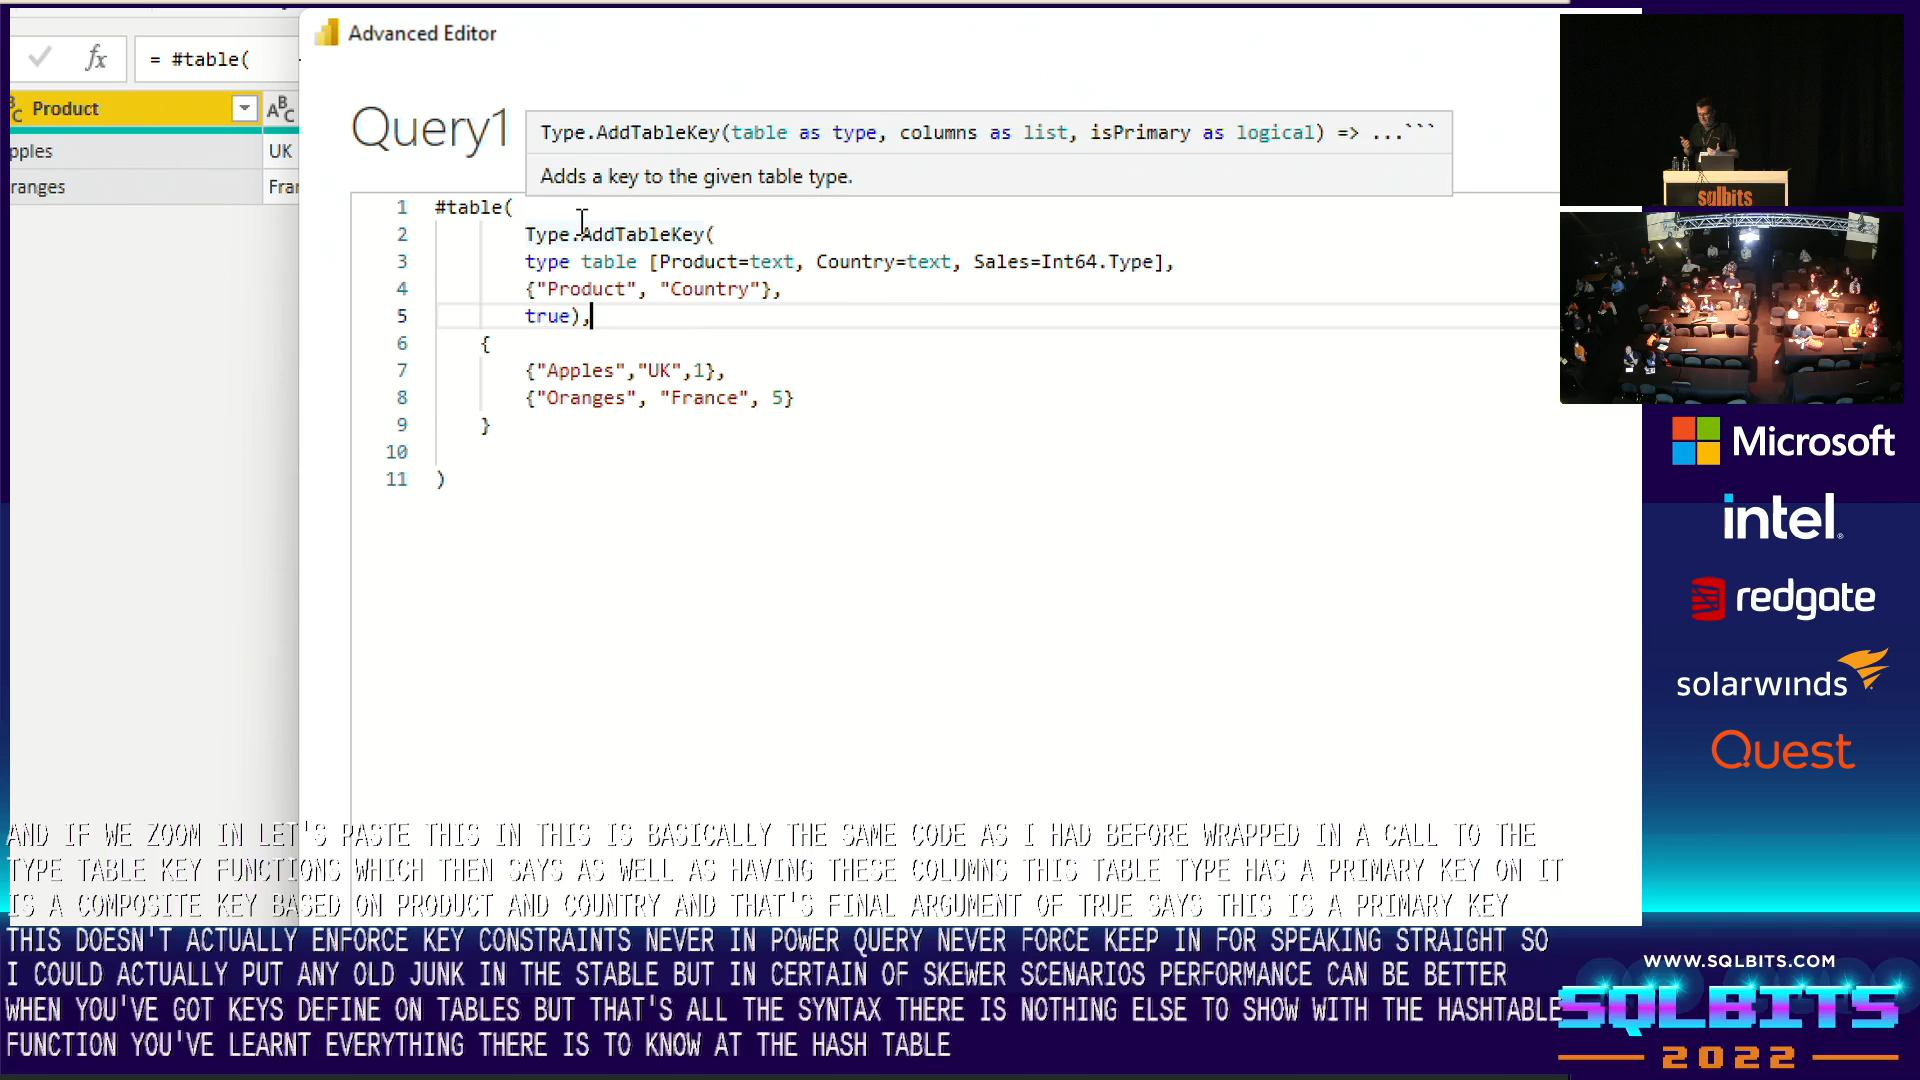 Advanced Editor
= #table(
Product
ABC
pples
UK
ranges
Fran
Query1
Type.AddTableKey(table as type, columns as list, isPrimary as logical) => ...```
Adds a key to the given table type.
1 #table(
2 Type.AddTableKey(
3 type table [Product=text, Country=text, Sales=Int64.Type],
4 {"Product", "Country"},
5 true),
6 {
7 {"Apples","UK",1},
8 {"Oranges", "France", 5}
9 }
10
11 )
sqlbits
Microsoft
intel
redgate
solarwinds
Quest
AND IF WE ZOOM IN LET'S PASTE THIS IN THIS IS BASICALLY THE SAME CODE AS I HAD BEFORE WRAPPED IN A CALL TO THE
TYPE TABLE KEY FUNCTIONS WHICH THEN SAYS AS WELL AS HAVING THESE COLUMNS THIS TABLE TYPE HAS A PRIMARY KEY ON IT
IS A COMPOSITE KEY BASED ON PRODUCT AND COUNTRY AND THAT'S FINAL ARGUMENT OF TRUE SAYS THIS IS A PRIMARY KEY
THIS DOESN'T ACTUALLY ENFORCE KEY CONSTRAINTS NEVER IN POWER QUERY NEVER FORCE KEEP IN FOR SPEAKING STRAIGHT SO
I COULD ACTUALLY PUT ANY OLD JUNK IN THE STABLE BUT IN CERTAIN OF SKEWER SCENARIOS PERFORMANCE CAN BE BETTER
WHEN YOU'VE GOT KEYS DEFINE ON TABLES BUT THAT'S ALL THE SYNTAX THERE IS NOTHING ELSE TO SHOW WITH THE HASHTABLE
FUNCTION YOU'VE LEARNT EVERYTHING THERE IS TO KNOW AT THE HASH TABLE
WWW.SQLBITS.COM
SQLBITS
2022